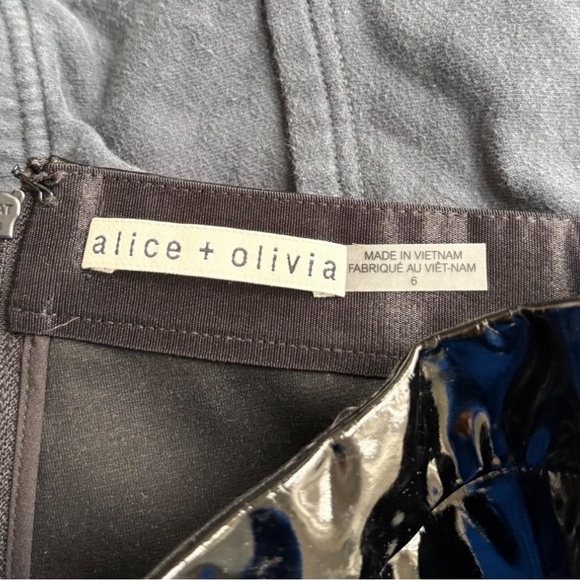 alice + olivia
MADE IN VIETNAM
FABRIQUÉ AU VIÊT-NAM
6